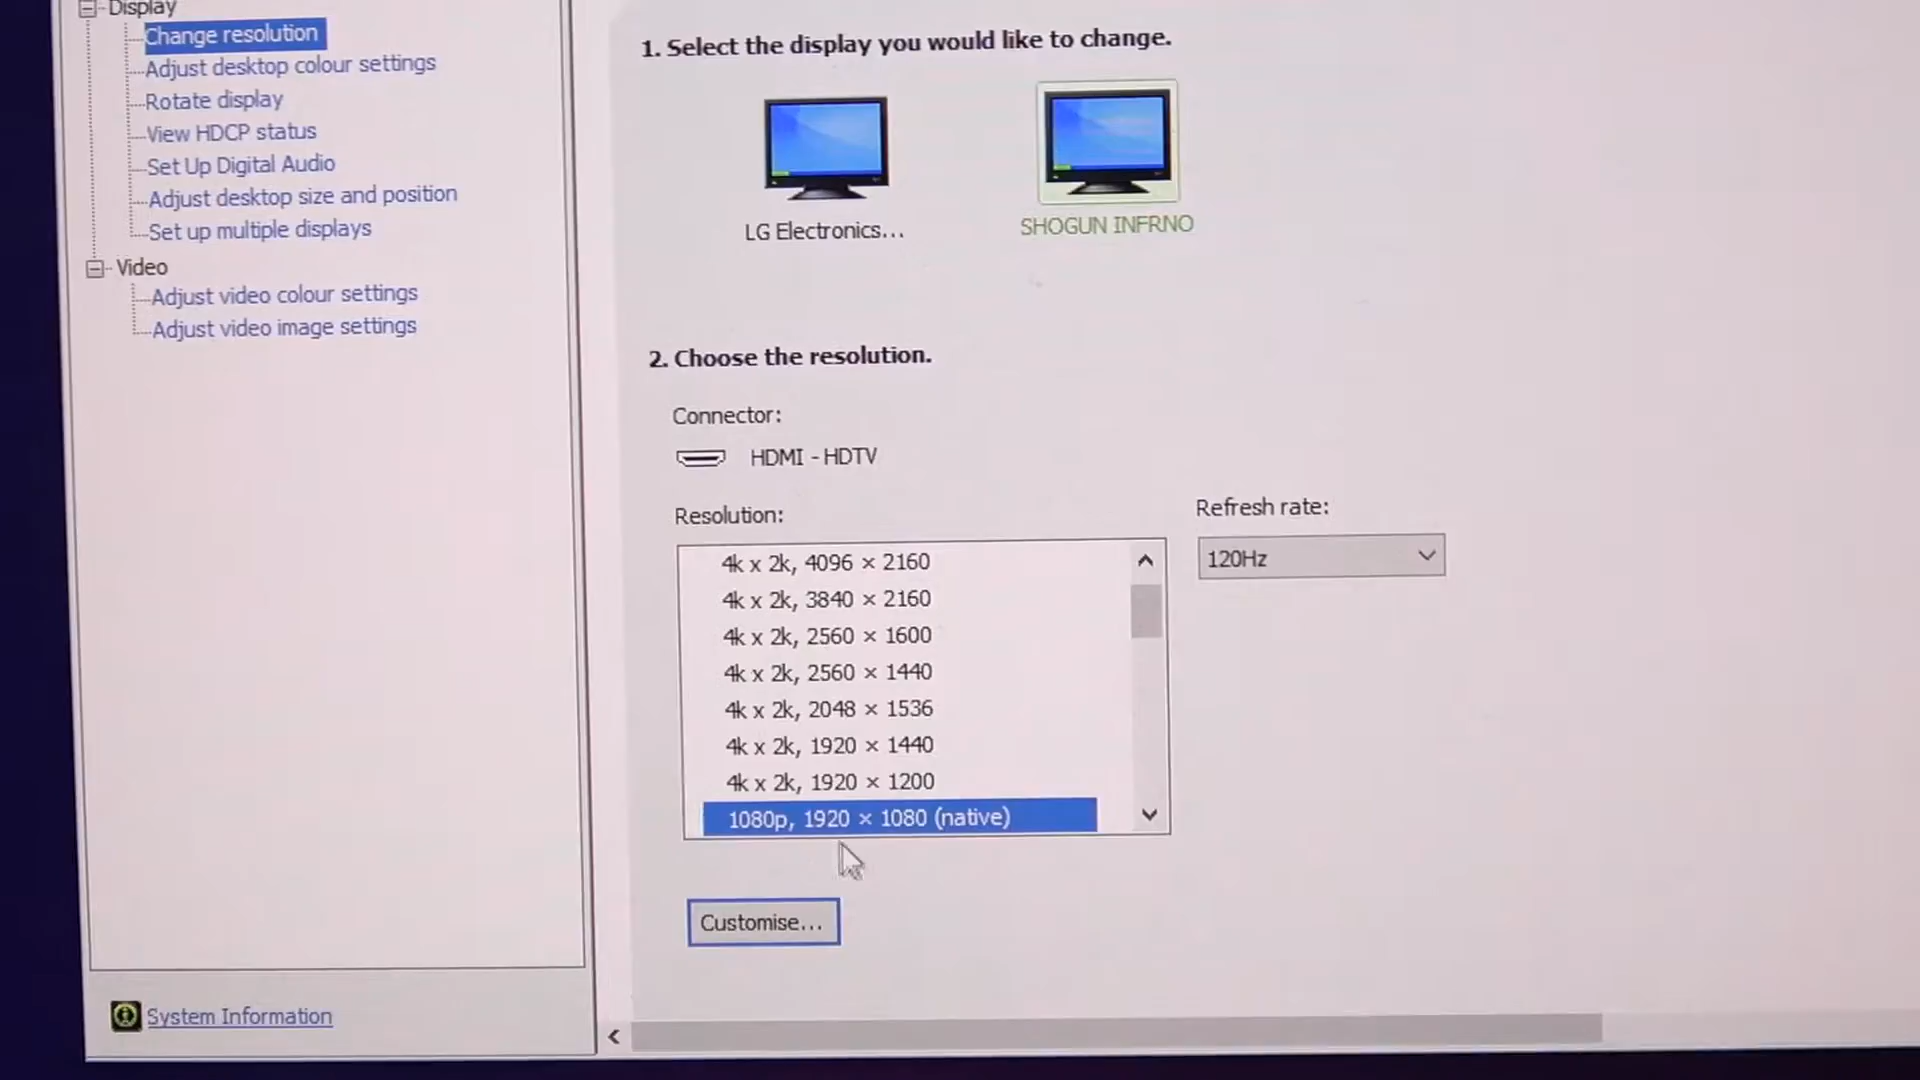 Display
Change resolution
Adjust desktop colour settings
Rotate display
View HDCP status
Set Up Digital Audio
Adjust desktop size and position
Set up multiple displays
Video
Adjust video colour settings
Adjust video image settings
System Information
1. Select the display you would like to change.
LG Electronics...
SHOGUN INFRNO
2. Choose the resolution.
Connector:
HDMI - HDTV
Resolution:
4k x 2k, 4096 × 2160
4k x 2k, 3840 × 2160
4k x 2k, 2560 × 1600
4k x 2k, 2560 × 1440
4k x 2k, 2048 × 1536
4k x 2k, 1920 × 1440
4k x 2k, 1920 × 1200
1080p, 1920 × 1080 (native)
Refresh rate:
120Hz
Customise...